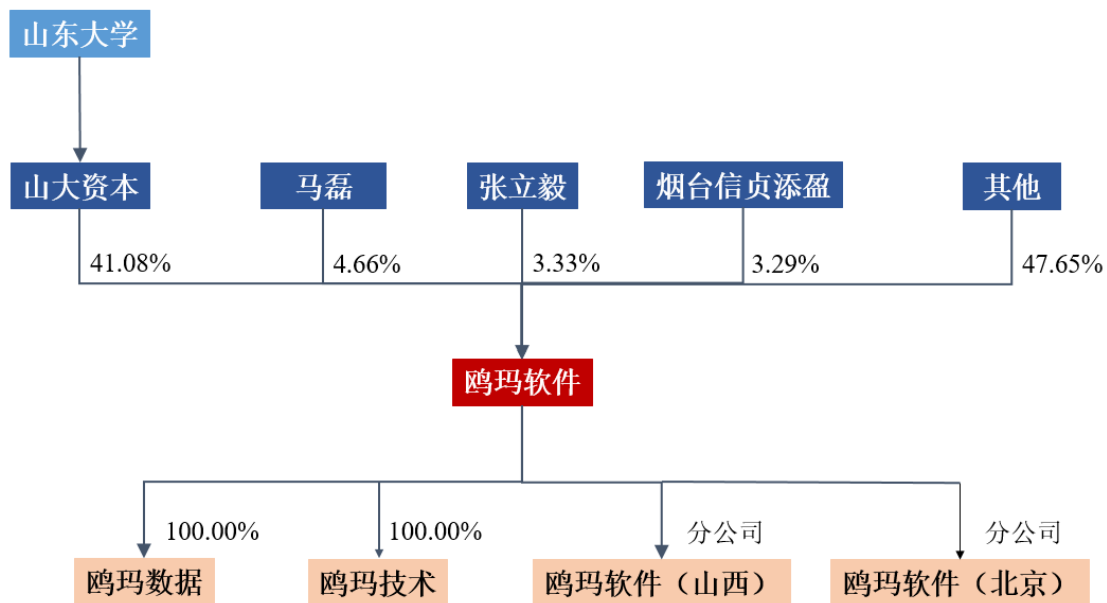 山东大学
山大资本
马磊
张立毅
烟台信贞添盈
其他
41.08%
4.66%
3.33%
3.29%
47.65%
鸥玛软件
100.00%
100.00%
分公司
分公司
鸥玛数据
鸥玛技术
鸥玛软件（山西）
鸥玛软件（北京）